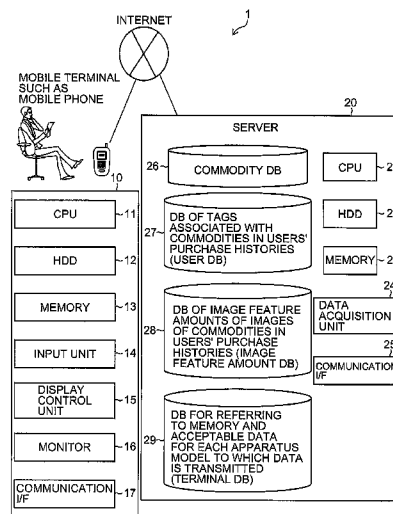 INTERNET
1
MOBILE TERMINAL
SUCH AS
MOBILE PHONE
10
CPU
11
HDD
12
MEMORY
13
INPUT UNIT
14
DISPLAY
CONTROL
UNIT
15
MONITOR
16
COMMUNICATION
I/F
17
20
SERVER
26
COMMODITY DB
CPU
HDD
MEMORY
27
DB OF TAGS
ASSOCIATED WITH
COMMODITIES IN USERS'
PURCHASE HISTORIES
(USER DB)
24
DATA
ACQUISITION
UNIT
28
DB OF IMAGE FEATURE
AMOUNTS OF IMAGES
OF COMMODITIES IN
USERS' PURCHASE
HISTORIES (IMAGE
FEATURE AMOUNT DB)
25
COMMUNICATION
I/F
29
DB FOR REFERRING
TO MEMORY AND
ACCEPTABLE DATA
FOR EACH APPARATUS
MODEL TO WHICH DATA
IS TRANSMITTED
(TERMINAL DB)